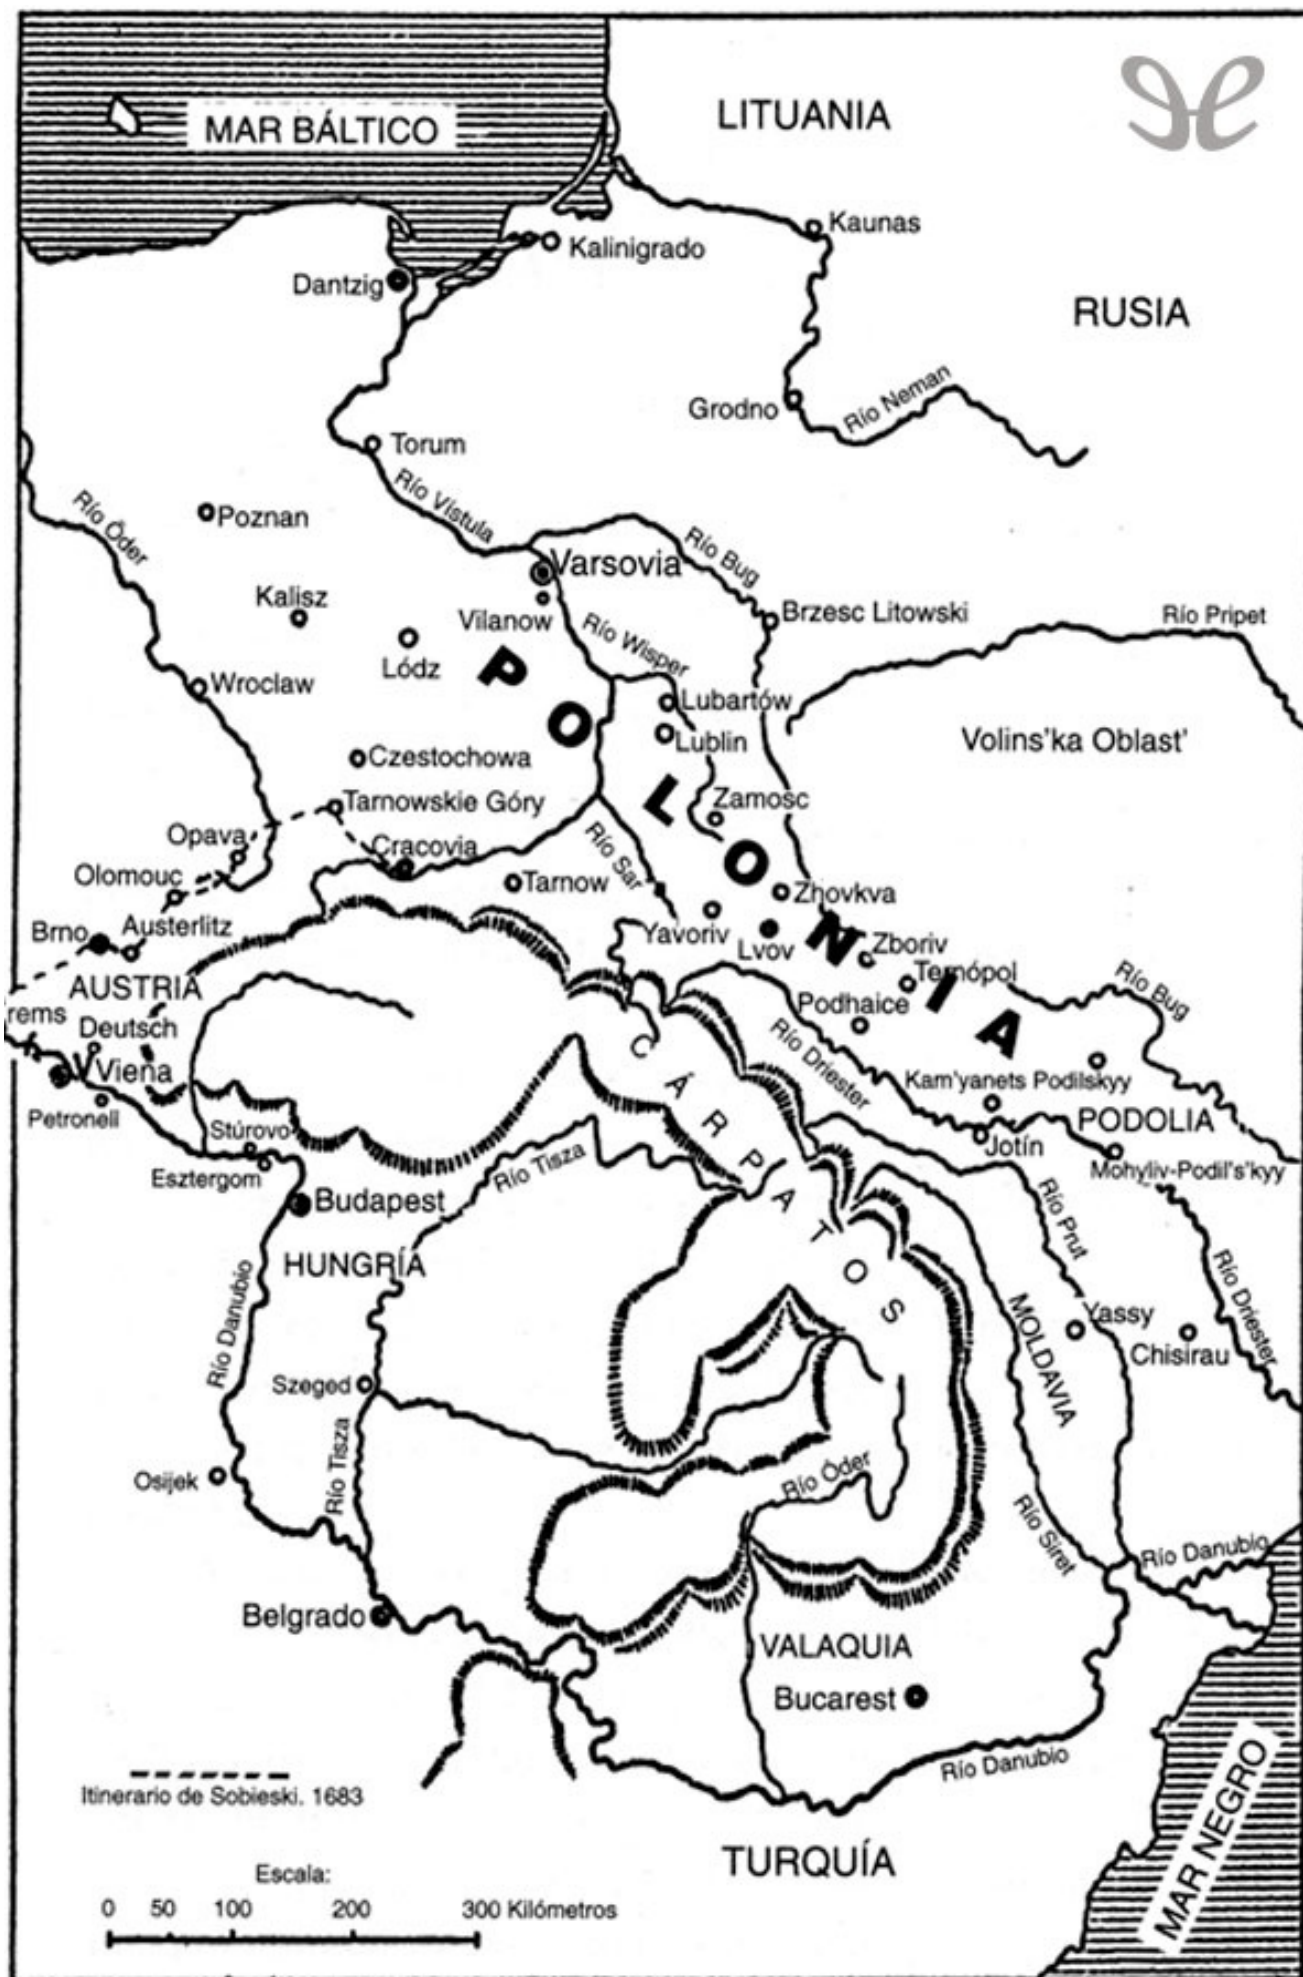 LITUANIA
MAR BÁLTICO
Kaunas
Kalinigrado
Dantzig
RUSIA
Río Neman
Grodno
Torum
Río Vístula
Río Öder
Poznan
Río Bug
Varsovia
Kalisz
Vilanow
Brzesc Litowski
Río Pripet
Río Wisper
Lódz
Wroclaw
Lubartów
Lublin
Volins'ka Oblast'
POLONIA
Czestochowa
Tarnowskie Góry
Zamosc
Opava
Cracovia
Río Sar
Olomouc
Tarnow
Zhovkva
Brno
Austerlitz
Yavoriv
Lvov
Zboriv
Ternópol
AUSTRIA
Podhaice
Río Bug
rems
Deutsch
Río Driester
CÁRPATOS
VViena
Kam'yanets Podilskyy
Petronell
PODOLIA
Stúrovo
Jotín
Esztergom
Río Tisza
Mohyliv-Podil's'kyy
Budapest
Río Prut
HUNGRÍA
Río Danubio
Río Driester
MOLDAVIA
Yassy
Chisirau
Szeged
Río Tisza
Osijek
Río Öder
Río Siret
Río Danubio
Belgrado
VALAQUIA
Bucarest
Río Danubio
MAR NEGRO
Itinerario de Sobieski. 1683
TURQUÍA
Escala:
0 50 100 200 300 Kilómetros